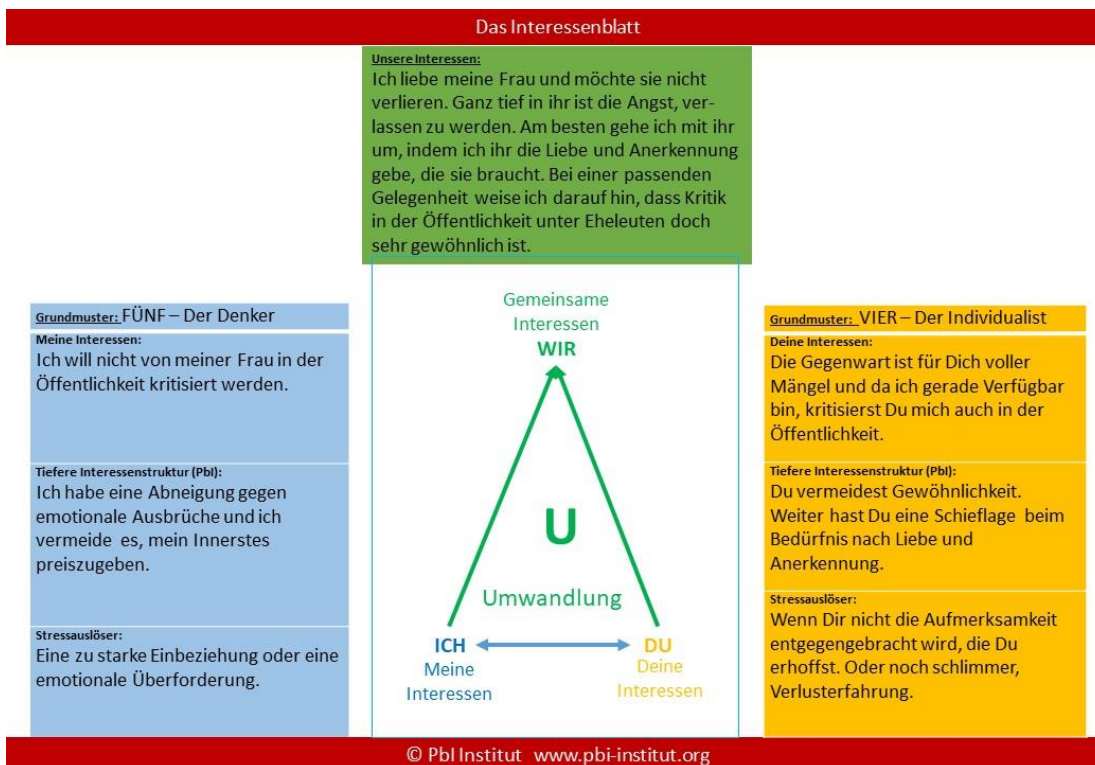 Das Interessenblatt
Unsere Interessen:
Ich liebe meine Frau und möchte sie nicht
verlieren. Ganz tief in ihr ist die Angst, ver-
lassen zu werden. Am besten gehe ich mit ihr
um, indem ich ihr die Liebe und Anerkennung
gebe, die sie braucht. Bei einer passenden
Gelegenheit weise ich darauf hin, dass Kritik
in der Öffentlichkeit unter Eheleuten doch
sehr gewöhnlich ist.
Grundmuster: FÜNF – Der Denker
Meine Interessen:
Ich will nicht von meiner Frau in der
Öffentlichkeit kritisiert werden.
Tiefere Interessenstruktur (PbI):
Ich habe eine Abneigung gegen
emotionale Ausbrüche und ich
vermeide es, mein Innerstes
preiszugeben.
Stressauslöser:
Eine zu starke Einbeziehung oder eine
emotionale Überforderung.
Gemeinsame
Interessen
WIR
U
Umwandlung
ICH
Meine
Interessen
DU
Deine
Interessen
Grundmuster: VIER – Der Individualist
Deine Interessen:
Die Gegenwart ist für Dich voller
Mängel und da ich gerade Verfügbar
bin, kritisierst Du mich auch in der
Öffentlichkeit.
Tiefere Interessenstruktur (PbI):
Du vermeidest Gewöhnlichkeit.
Weiter hast Du eine Schieflage beim
Bedürfnis nach Liebe und
Anerkennung.
Stressauslöser:
Wenn Dir nicht die Aufmerksamkeit
entgegengebracht wird, die Du
erhoffst. Oder noch schlimmer,
Verlusterfahrung.
© PbI Institut www.pbi-institut.org